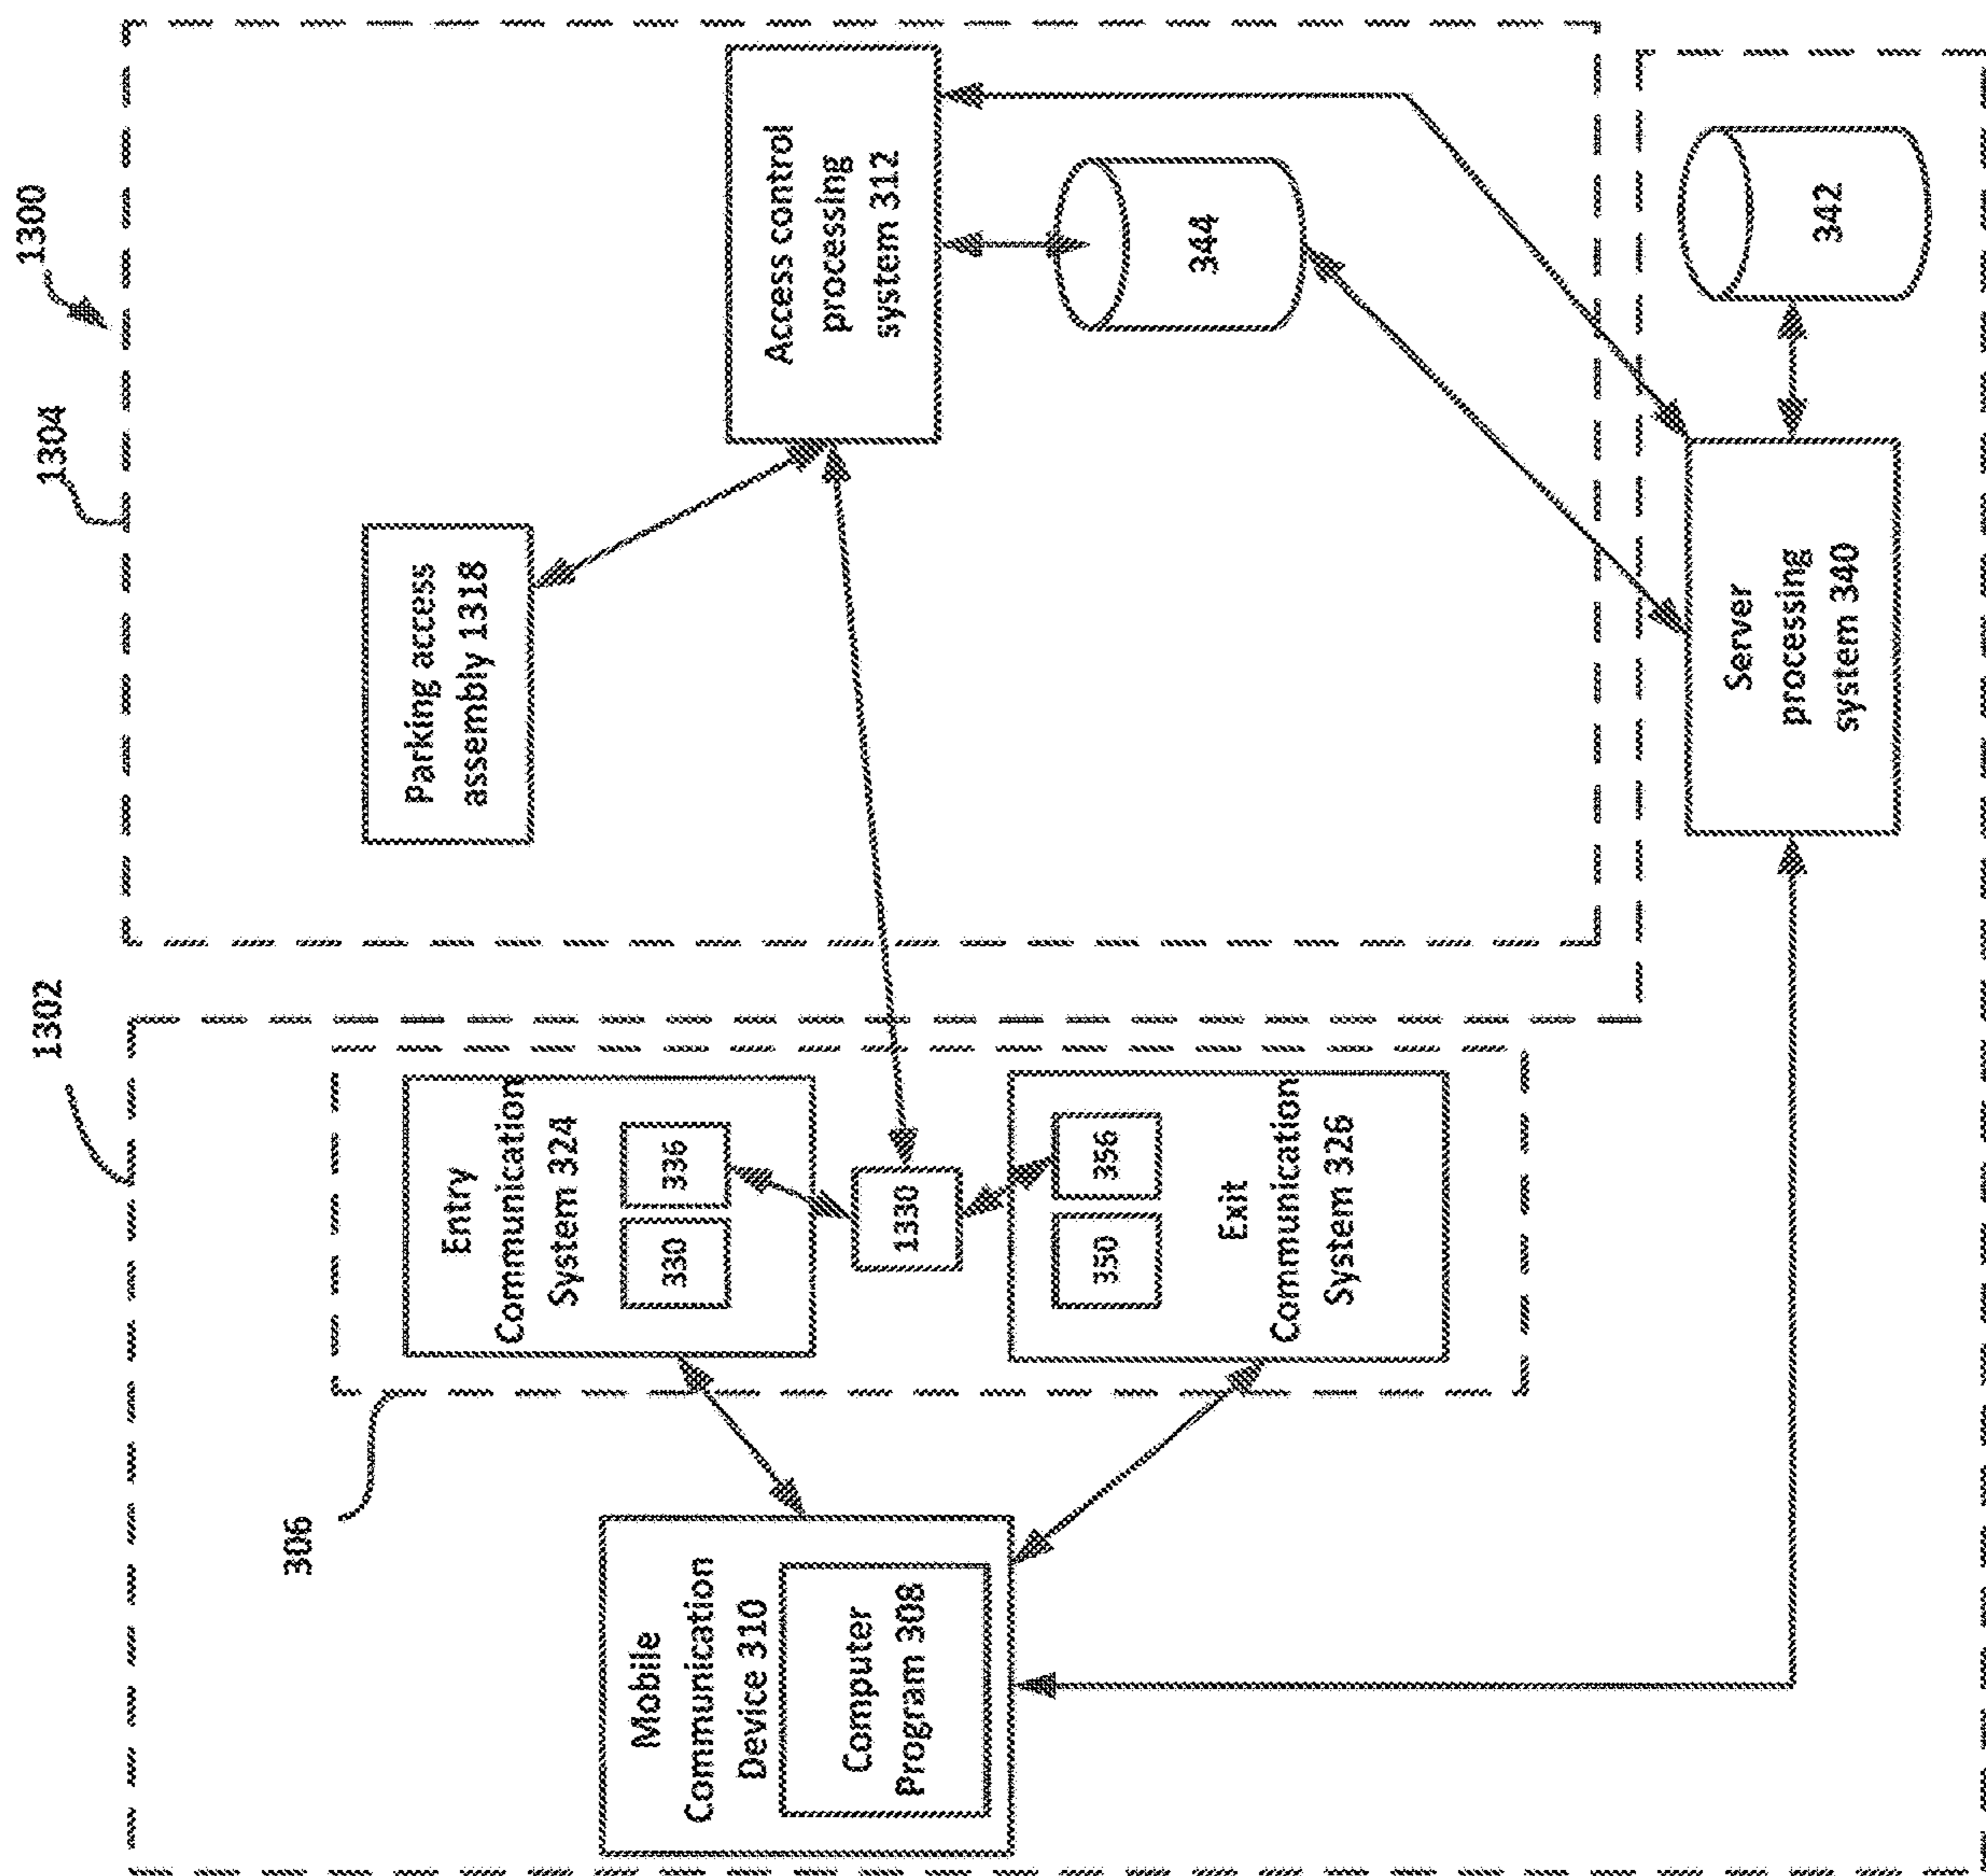 1300
1304
1302
306
Mobile
Communication
Device 310
Computer
Program 308
Entry
Communication
System 324
330
336
1330
350
356
Exit
Communication
System 326
Parking access
assembly 1318
Access control
processing
system 312
344
Server
processing
system 340
342